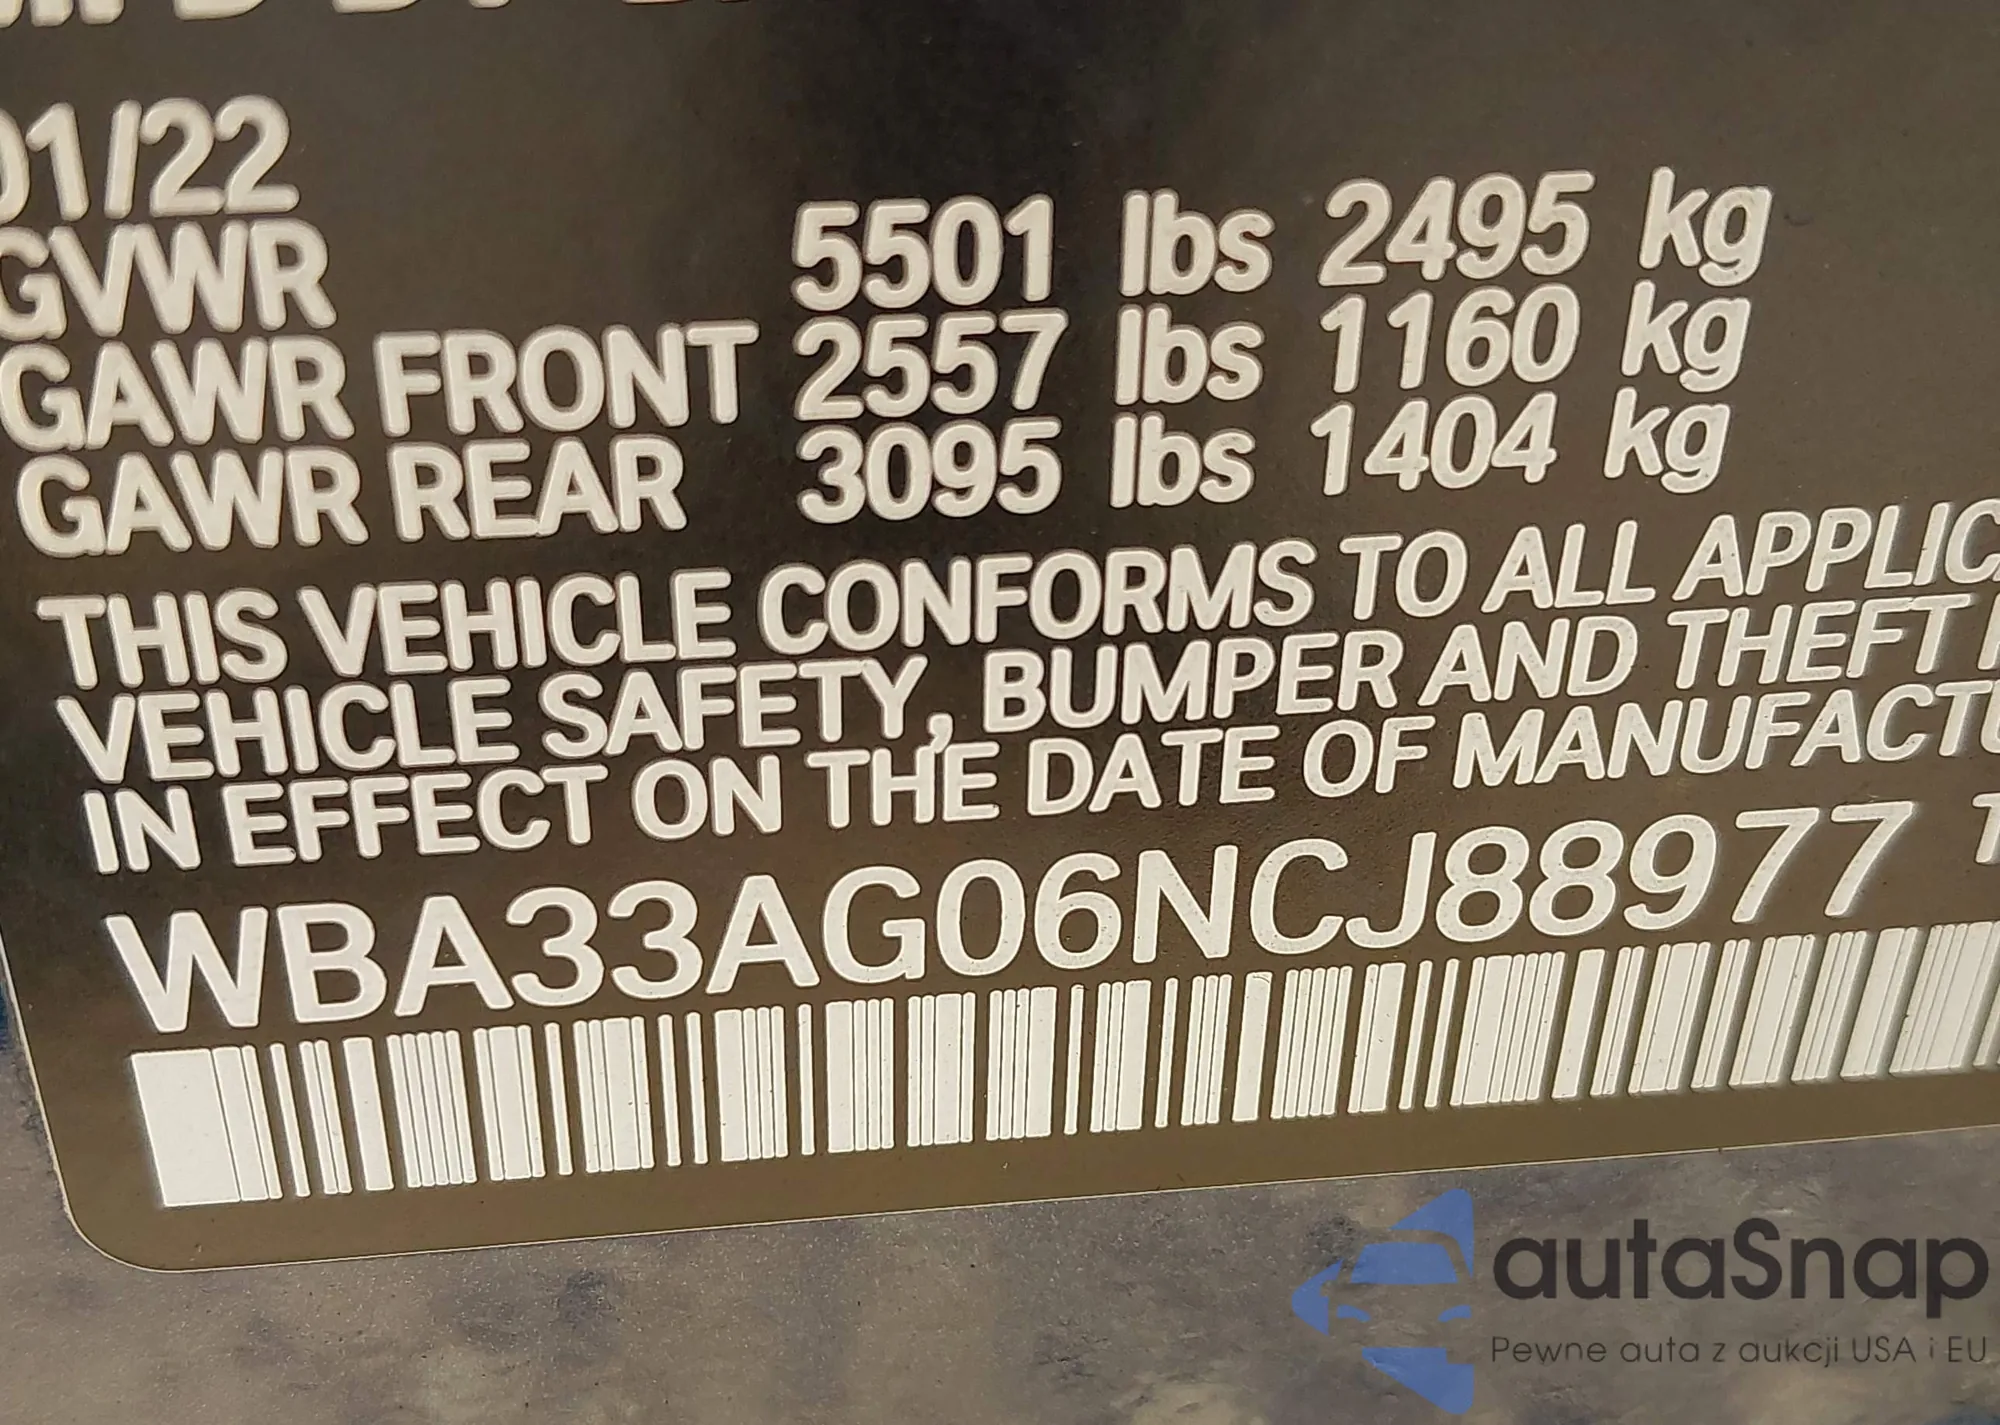 01/22
GVWR 5501 lbs 2495 kg
GAWR FRONT 2557 lbs 1160 kg
GAWR REAR 3095 lbs 1404 kg
THIS VEHICLE CONFORMS TO ALL APPLIC
VEHICLE SAFETY, BUMPER AND THEFT
IN EFFECT ON THE DATE OF MANUFACTU
WBA33AG06NCJ88977 T
autaSnap
Pewne auta z aukcji USA i EU